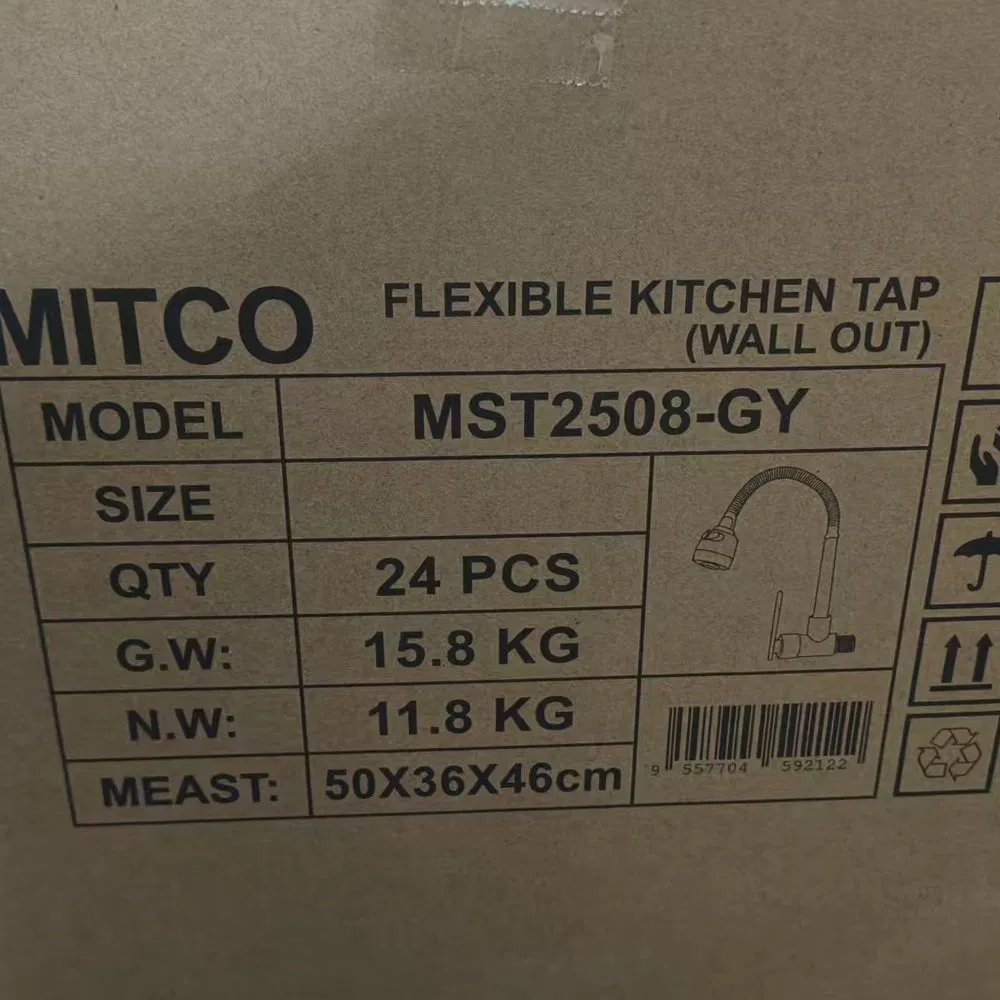 MITCO
FLEXIBLE KITCHEN TAP
(WALL OUT)
MODEL MST2508-GY
SIZE
QTY 24 PCS
G.W: 15.8 KG
N.W: 11.8 KG
MEAST: 50X36X46cm
9 557704 592122